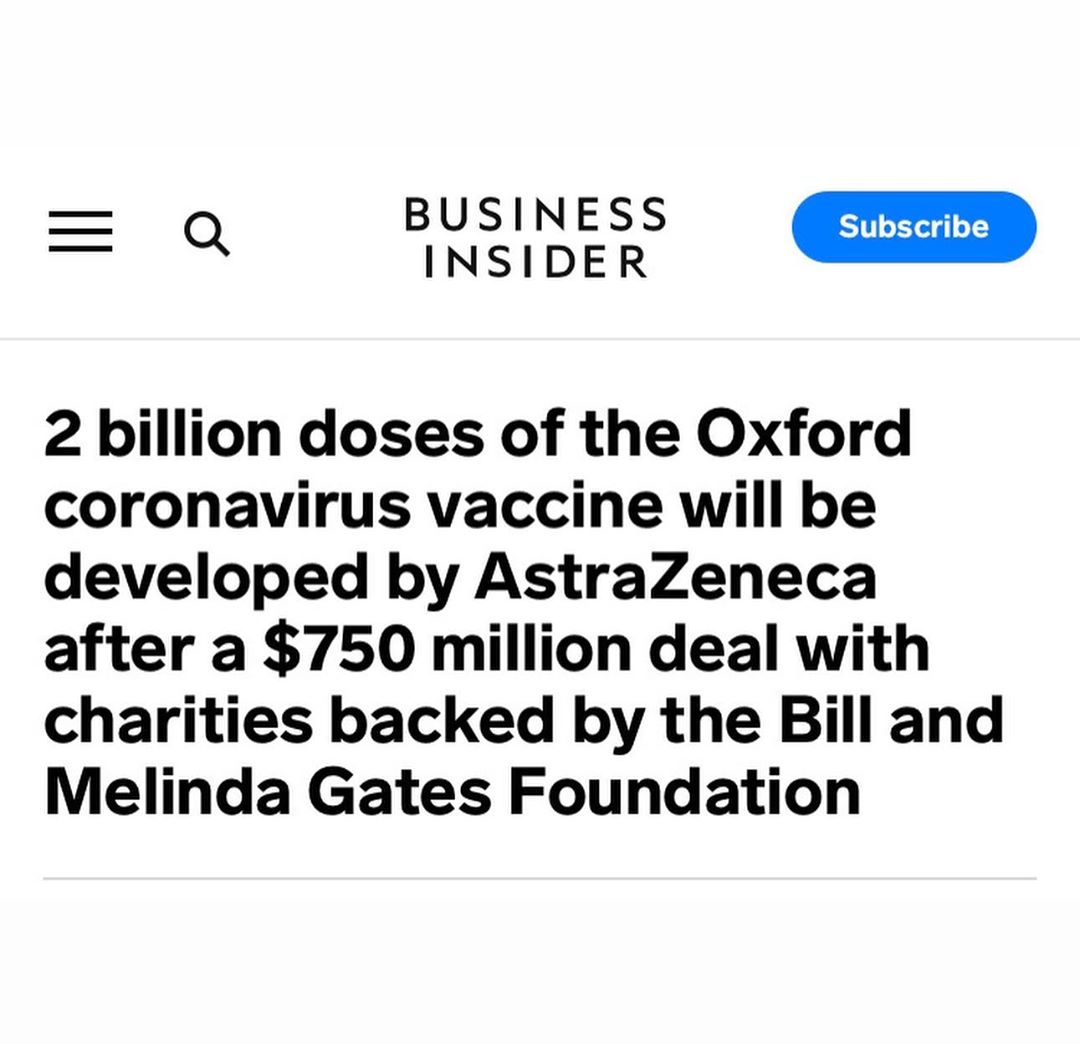 BUSINESS
INSIDER
Subscribe
2 billion doses of the Oxford
coronavirus vaccine will be
developed by AstraZeneca
after a $750 million deal with
charities backed by the Bill and
Melinda Gates Foundation